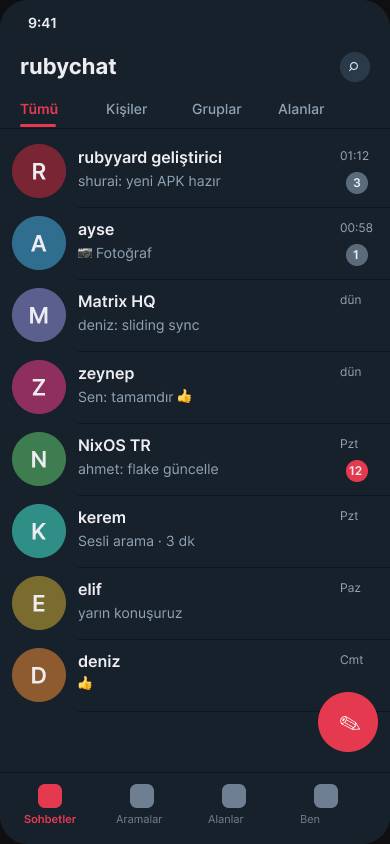 9:41
rubychat
Tümü Kişiler Gruplar Alanlar
R
rubyyard geliştirici 01:12
shurai: yeni APK hazır 3
A
ayse 00:58
📷 Fotoğraf 1
M
Matrix HQ dün
deniz: sliding sync
Z
zeynep dün
Sen: tamamdır 👍
N
NixOS TR Pzt
ahmet: flake güncelle 12
K
kerem Pzt
Sesli arama · 3 dk
E
elif Paz
yarın konuşuruz
D
deniz Cmt
👍
Sohbetler Aramalar Alanlar Ben